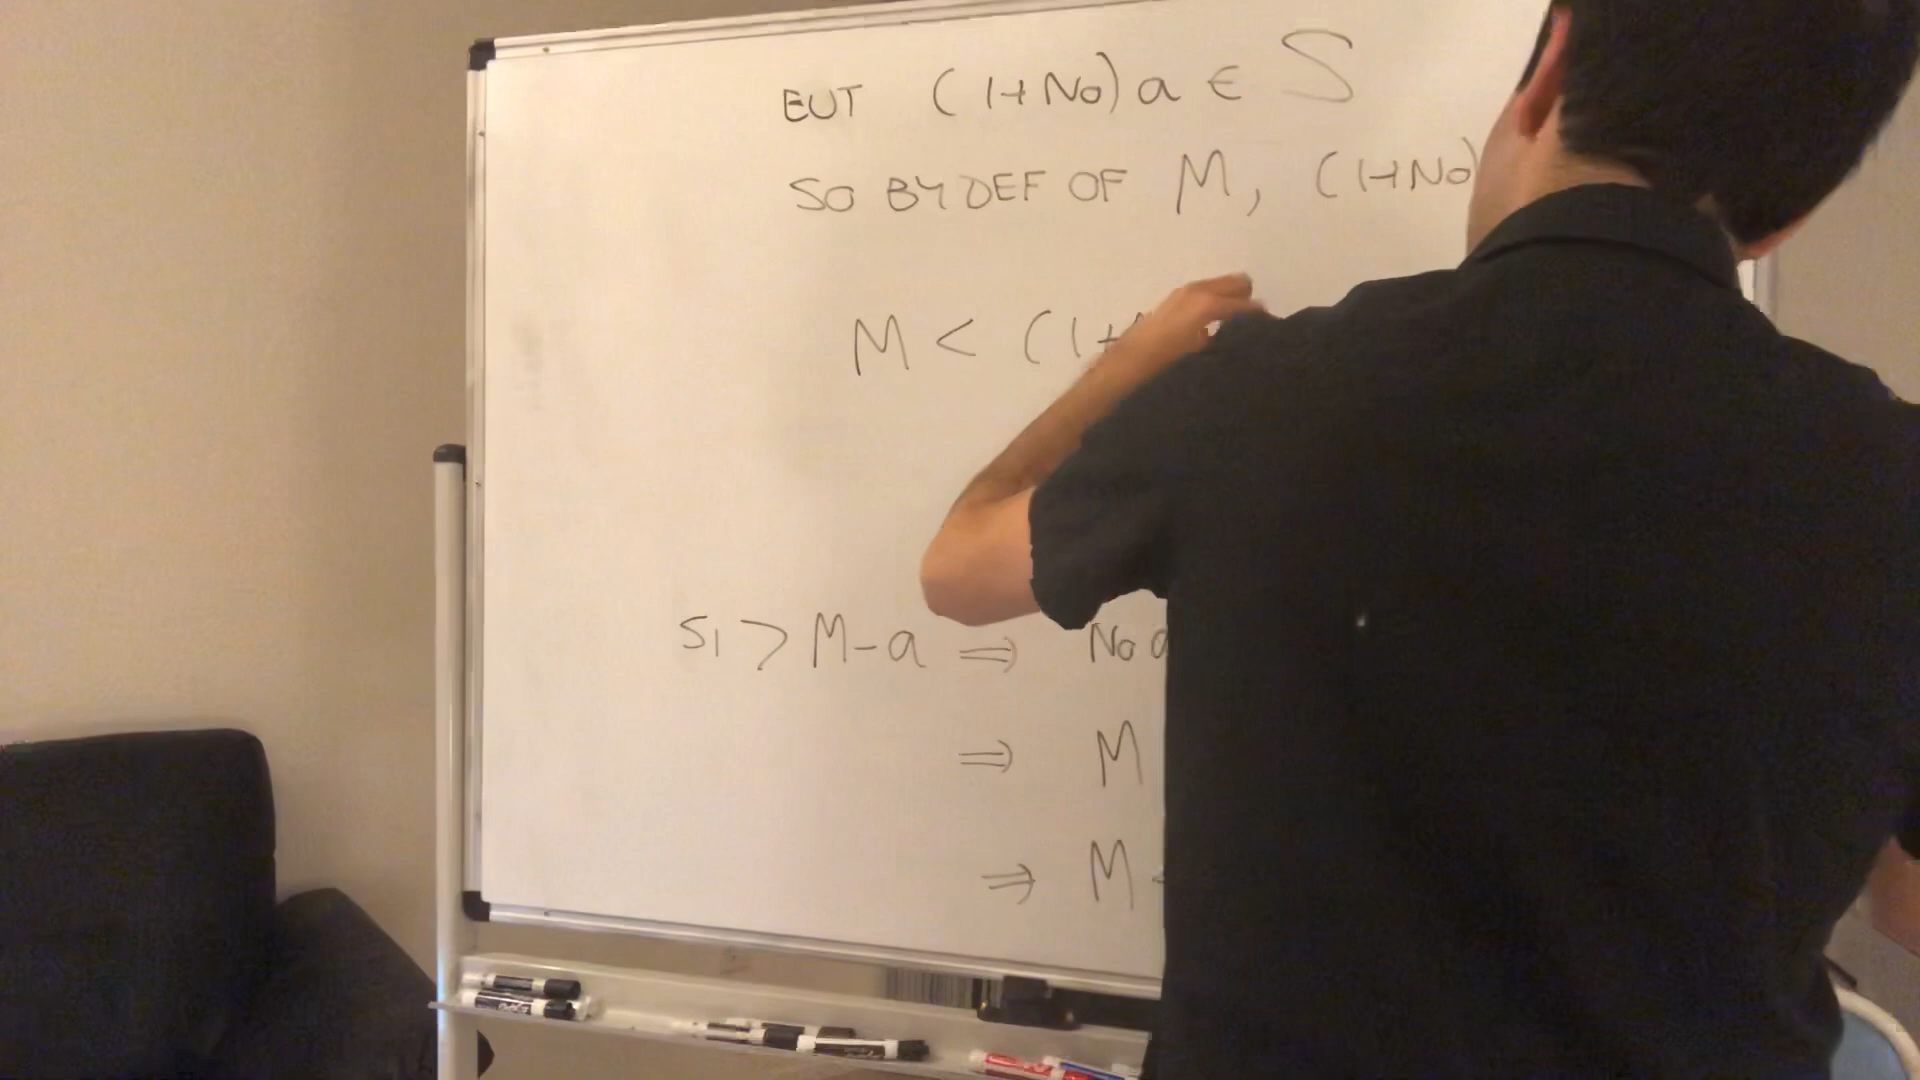 BUT (1+No)a ∈ S
SO BY DEF OF M, (1+No)
M < (1+
S1 > M-a ⇒ No a
⇒ M
⇒ M <